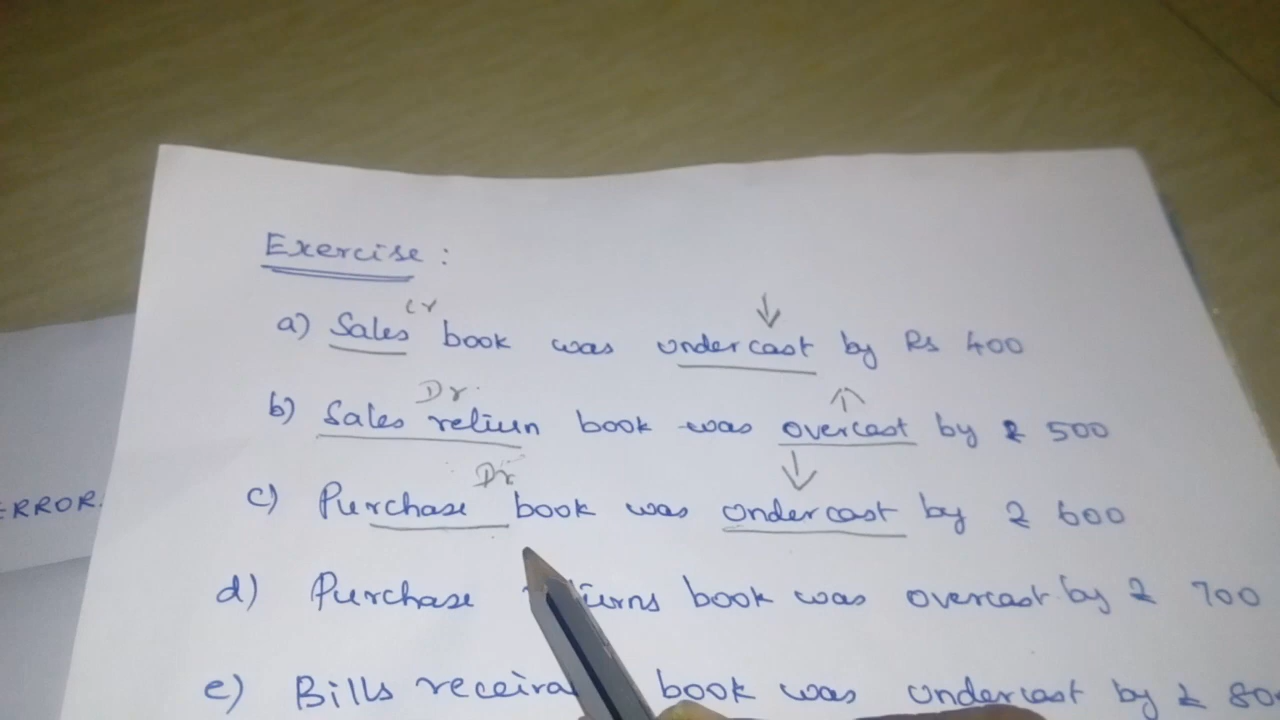 Exercise :
Cr
a) Sales book was undercast by Rs 400
Dr.
b) Sales return book was overcast by ₹ 500
Dr
c) Purchase book was undercast by ₹ 600
ERROR.
d) Purchase book was overcast by ₹ 700
e) Bills book was undercast by ₹